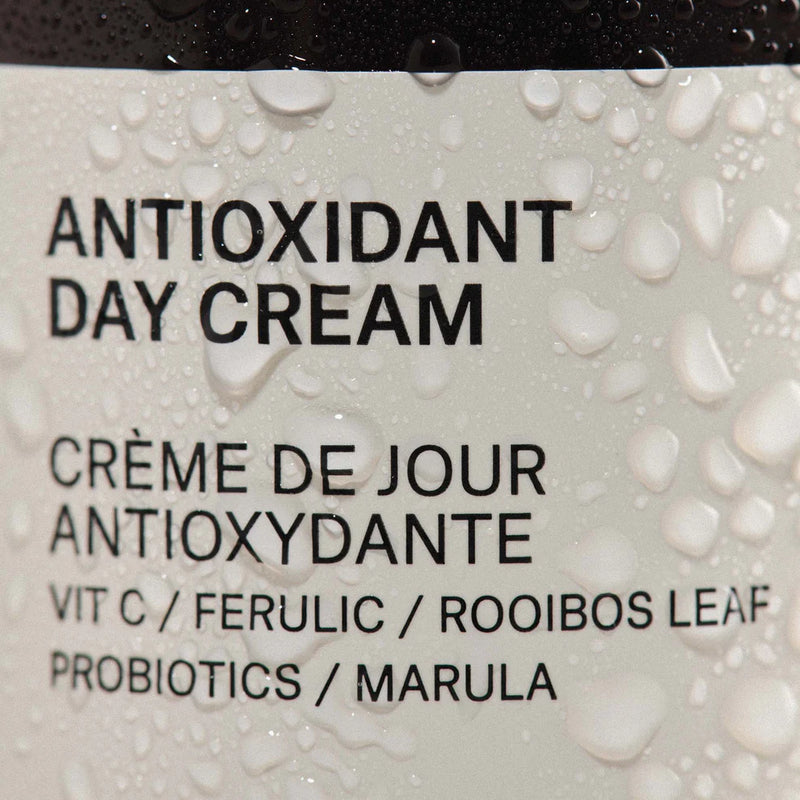 ANTIOXIDANT
DAY CREAM
CRÈME DE JOUR
ANTIOXYDANTE
VIT C / FERULIC / ROOIBOS LEAF
PROBIOTICS / MARULA